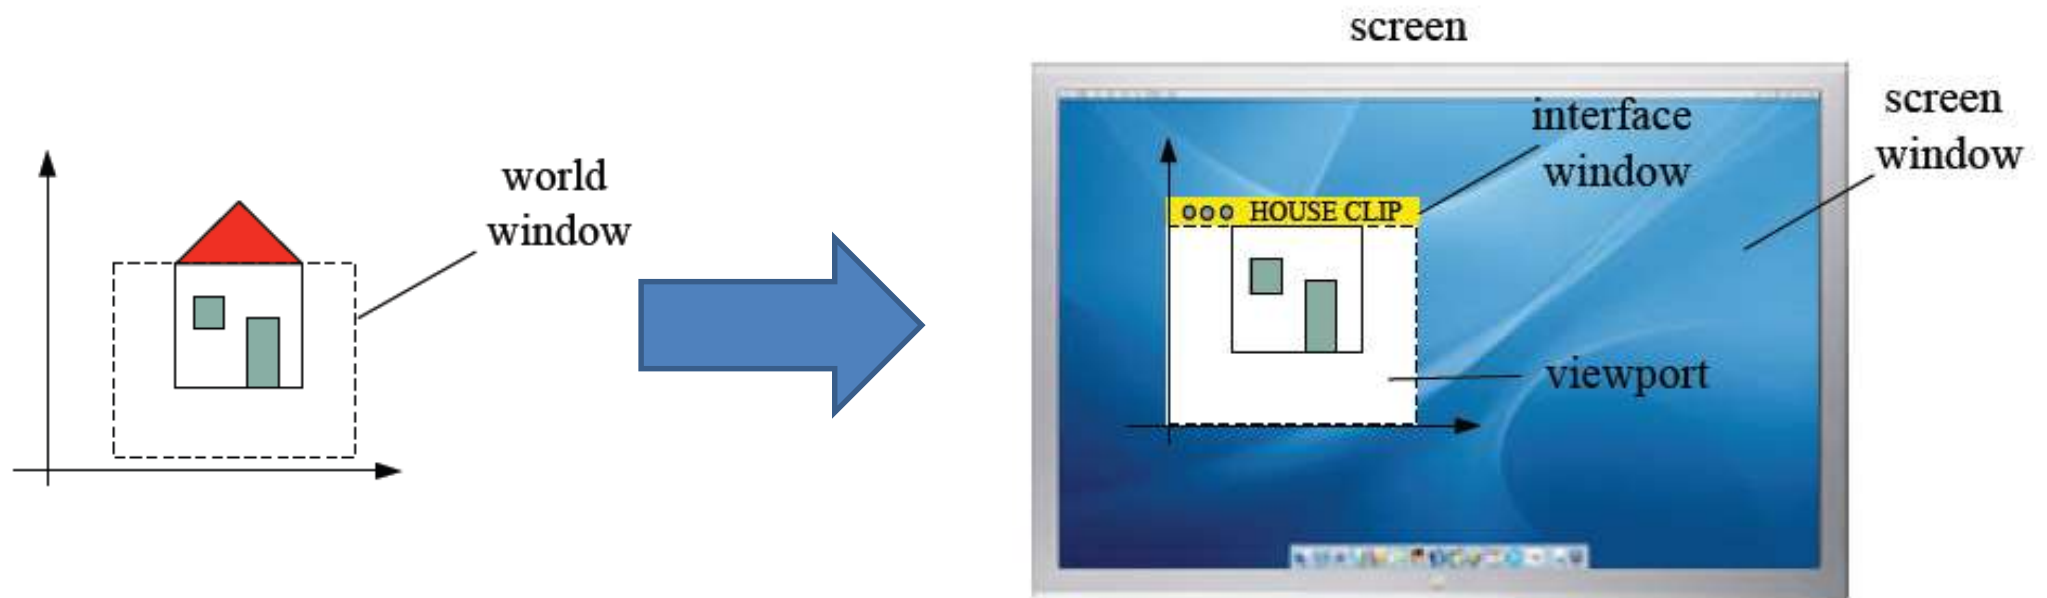 screen
world
window
interface
window
screen
window
HOUSE CLIP
viewport